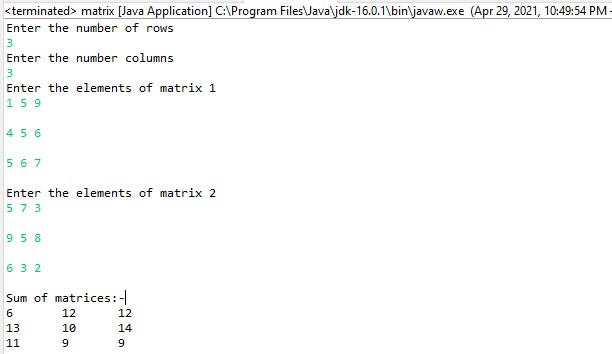 <terminated> matrix [Java Application] C:\Program Files\Java\jdk-16.0.1\bin\javaw.exe (Apr 29, 2021, 10:49:54 PM -
Enter the number of rows
3
Enter the number columns
3
Enter the elements of matrix 1
1 5 9
4 5 6
5 6 7
Enter the elements of matrix 2
5 7 3
9 5 8
6 3 2
Sum of matrices:-
6 12 12
13 10 14
11 9 9